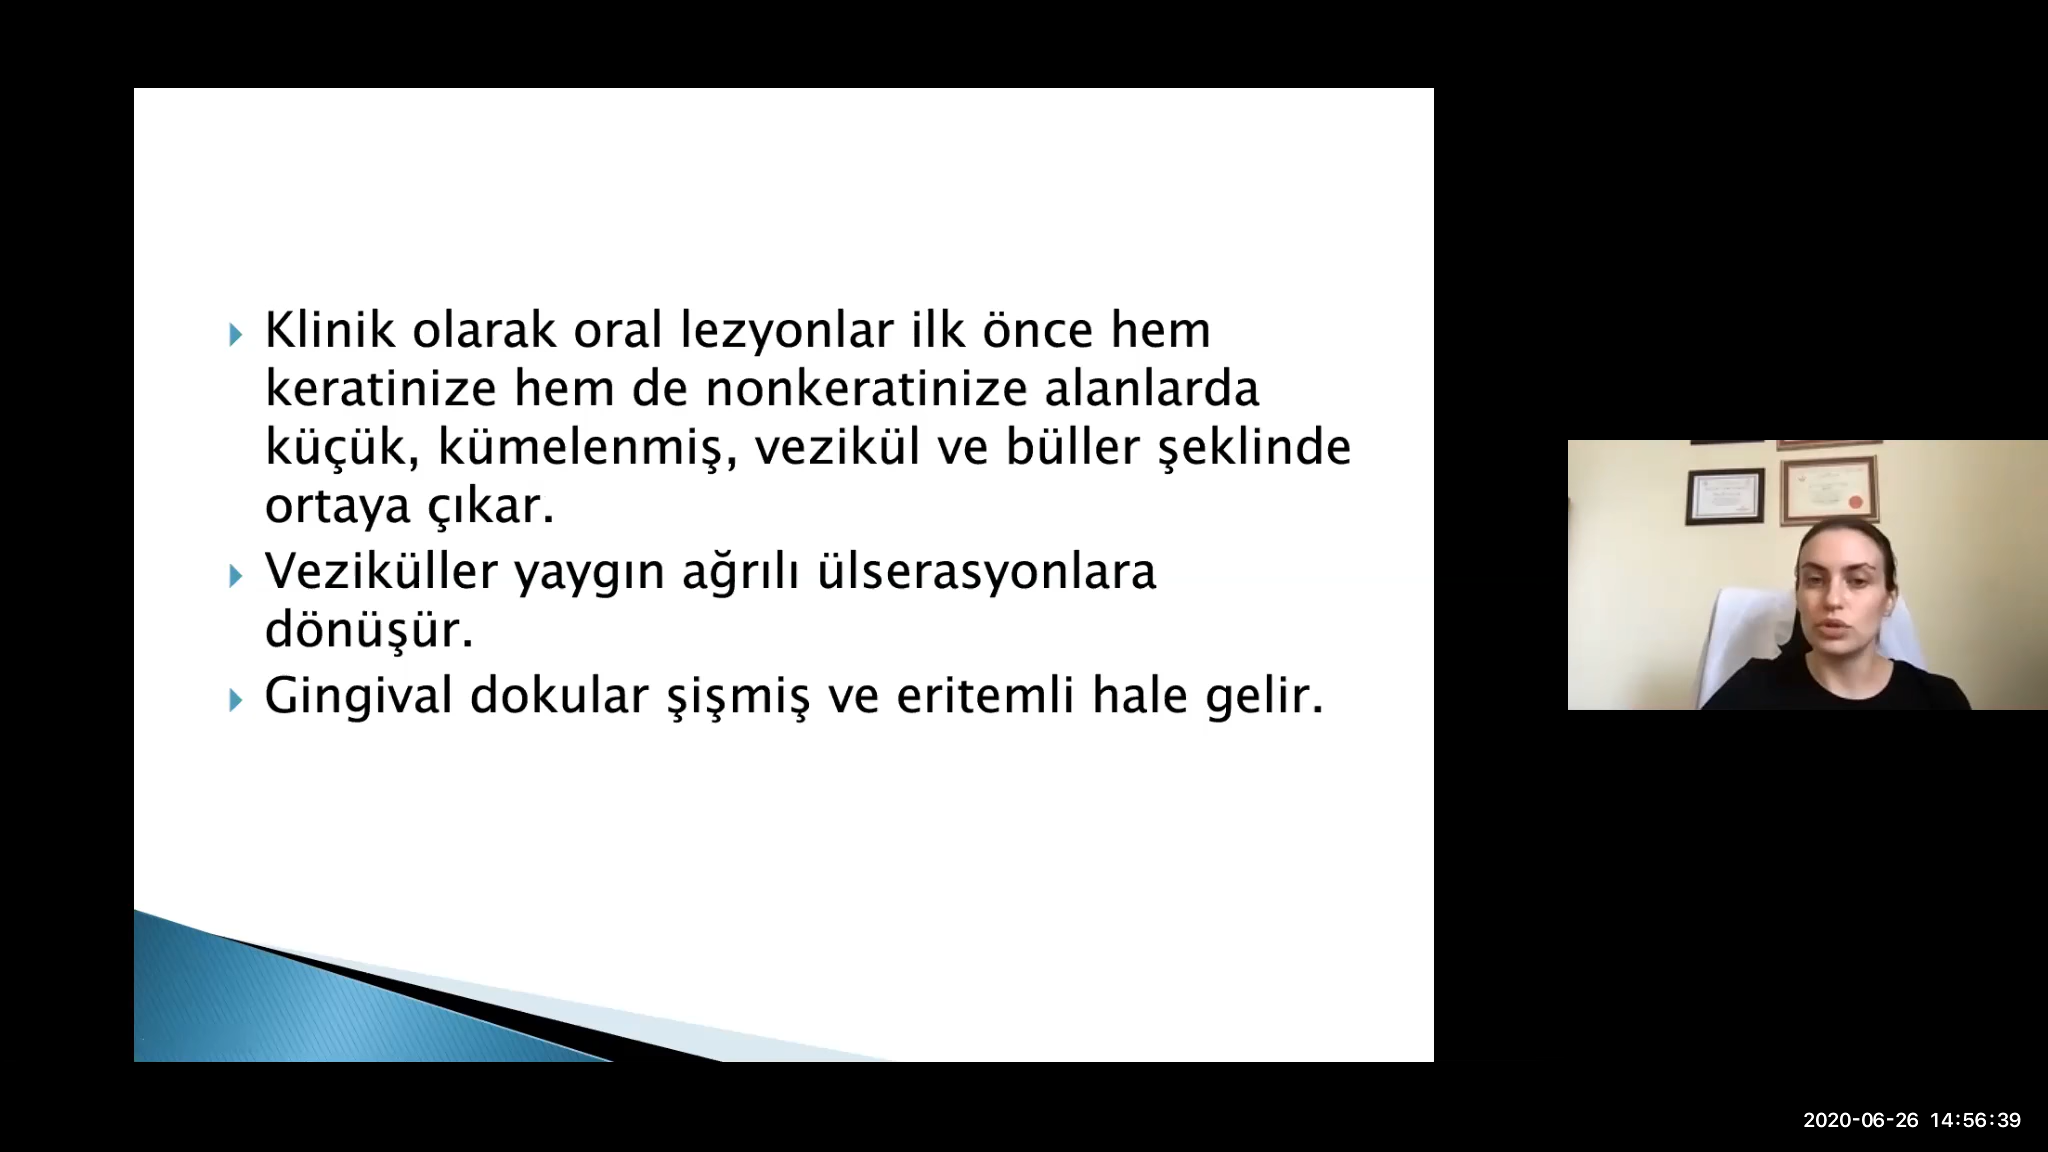 Klinik olarak oral lezyonlar ilk önce hem
keratinize hem de nonkeratinize alanlarda
küçük, kümelenmiş, vezikül ve büller şeklinde
ortaya çıkar.
Veziküller yaygın ağrılı ülserasyonlara
dönüşür.
Gingival dokular şişmiş ve eritemli hale gelir.
2020-06-26 14:56:39